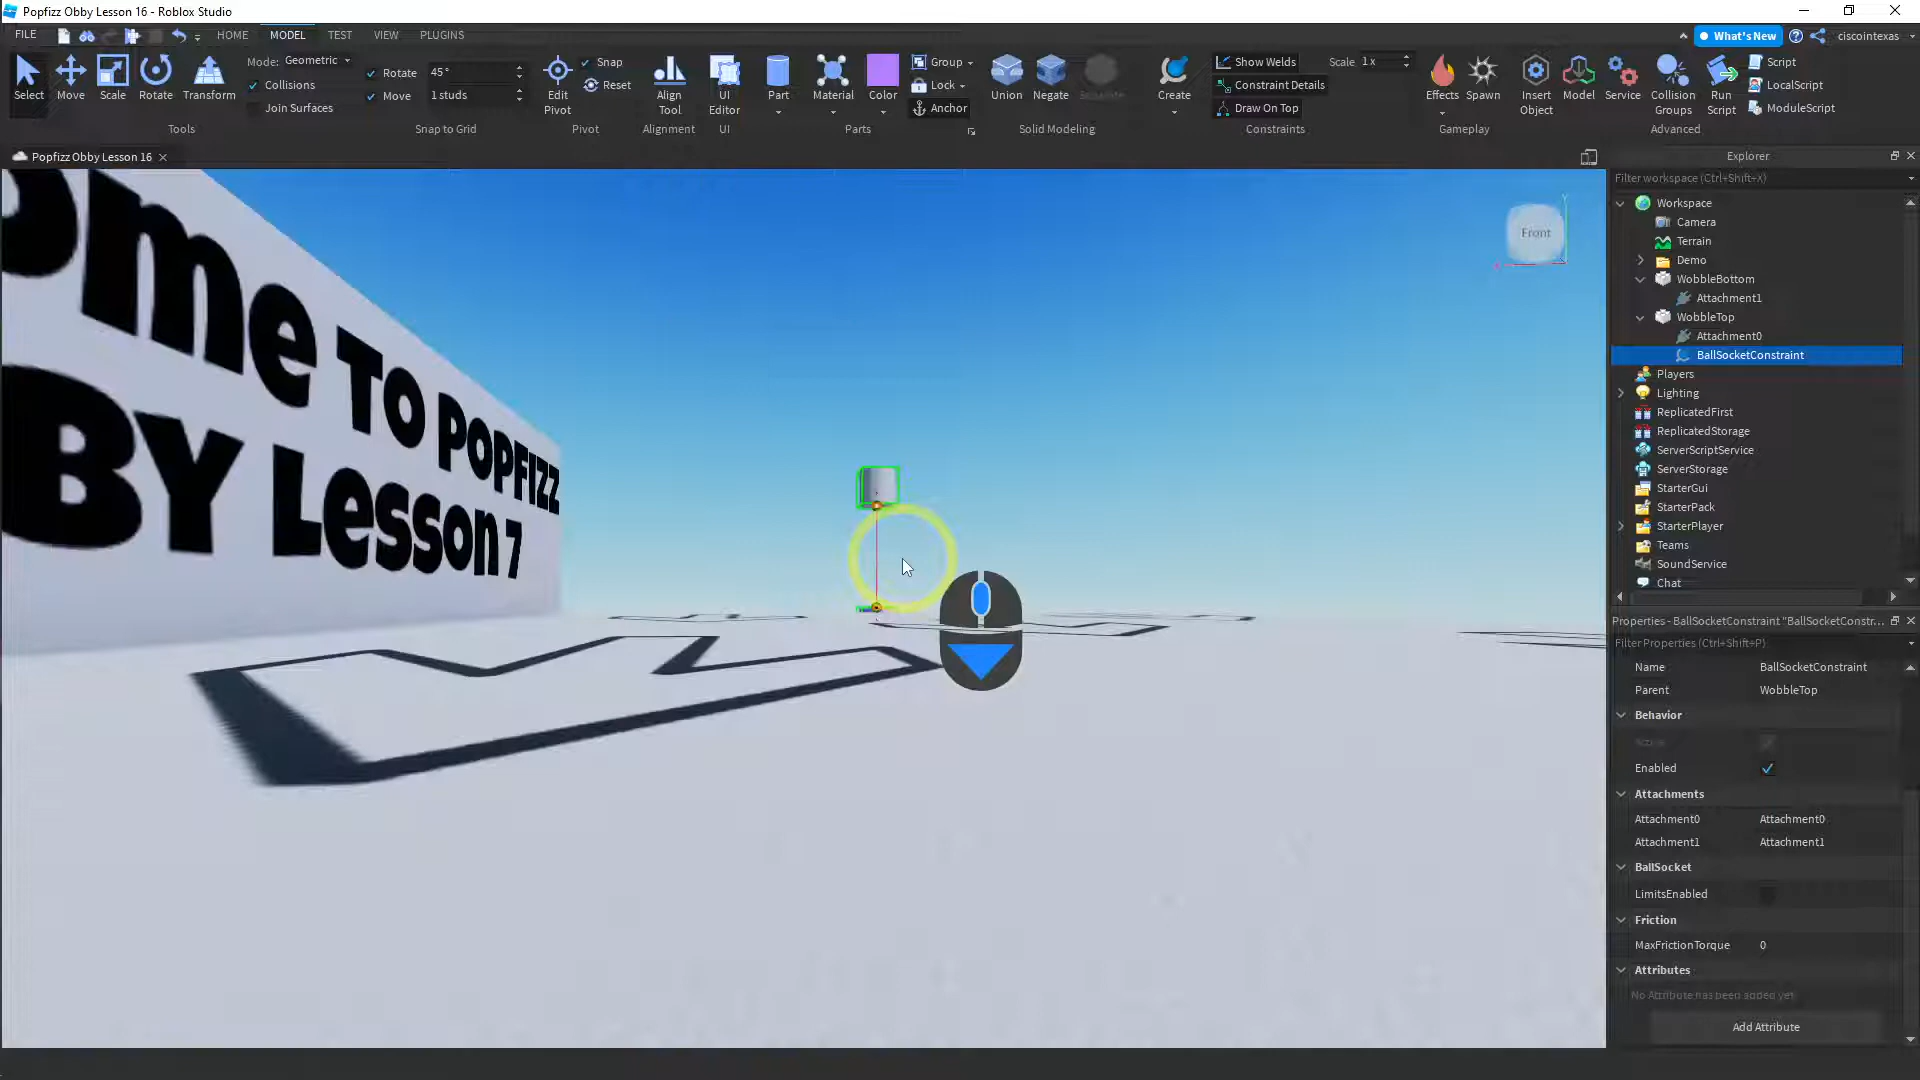 Popfizz Obby Lesson 16 - Roblox Studio
FILE
HOME
MODEL
TEST
VIEW
PLUGINS
What's New
ciscointexas
Select
Move
Scale
Rotate
Transform
Mode: Geometric
Collisions
Join Surfaces
Tools
Rotate 45°
Move 1 studs
Snap to Grid
Edit Pivot
Snap
Reset
Pivot
Align Tool
Alignment
UI Editor
UI
Part
Material
Color
Group
Lock
Anchor
Parts
Union
Negate
Separate
Solid Modeling
Create
Show Welds
Constraint Details
Draw On Top
Scale 1 x
Constraints
Effects
Spawn
Gameplay
Insert Object
Model
Service
Collision Groups
Run Script
Script
LocalScript
ModuleScript
Advanced
Popfizz Obby Lesson 16
ome To Popfizz
BY Lesson 7
Front
Explorer
Filter workspace (Ctrl+Shift+X)
Workspace
Camera
Terrain
Demo
WobbleBottom
Attachment1
WobbleTop
Attachment0
BallSocketConstraint
Players
Lighting
ReplicatedFirst
ReplicatedStorage
ServerScriptService
ServerStorage
StarterGui
StarterPack
StarterPlayer
Teams
SoundService
Chat
Properties - BallSocketConstraint "BallSocketConstr...
Filter Properties (Ctrl+Shift+P)
Name BallSocketConstraint
Parent WobbleTop
Behavior
Enabled
Attachments
Attachment0 Attachment0
Attachment1 Attachment1
BallSocket
LimitsEnabled
Friction
MaxFrictionTorque 0
Attributes
No Attribute has been added yet
Add Attribute